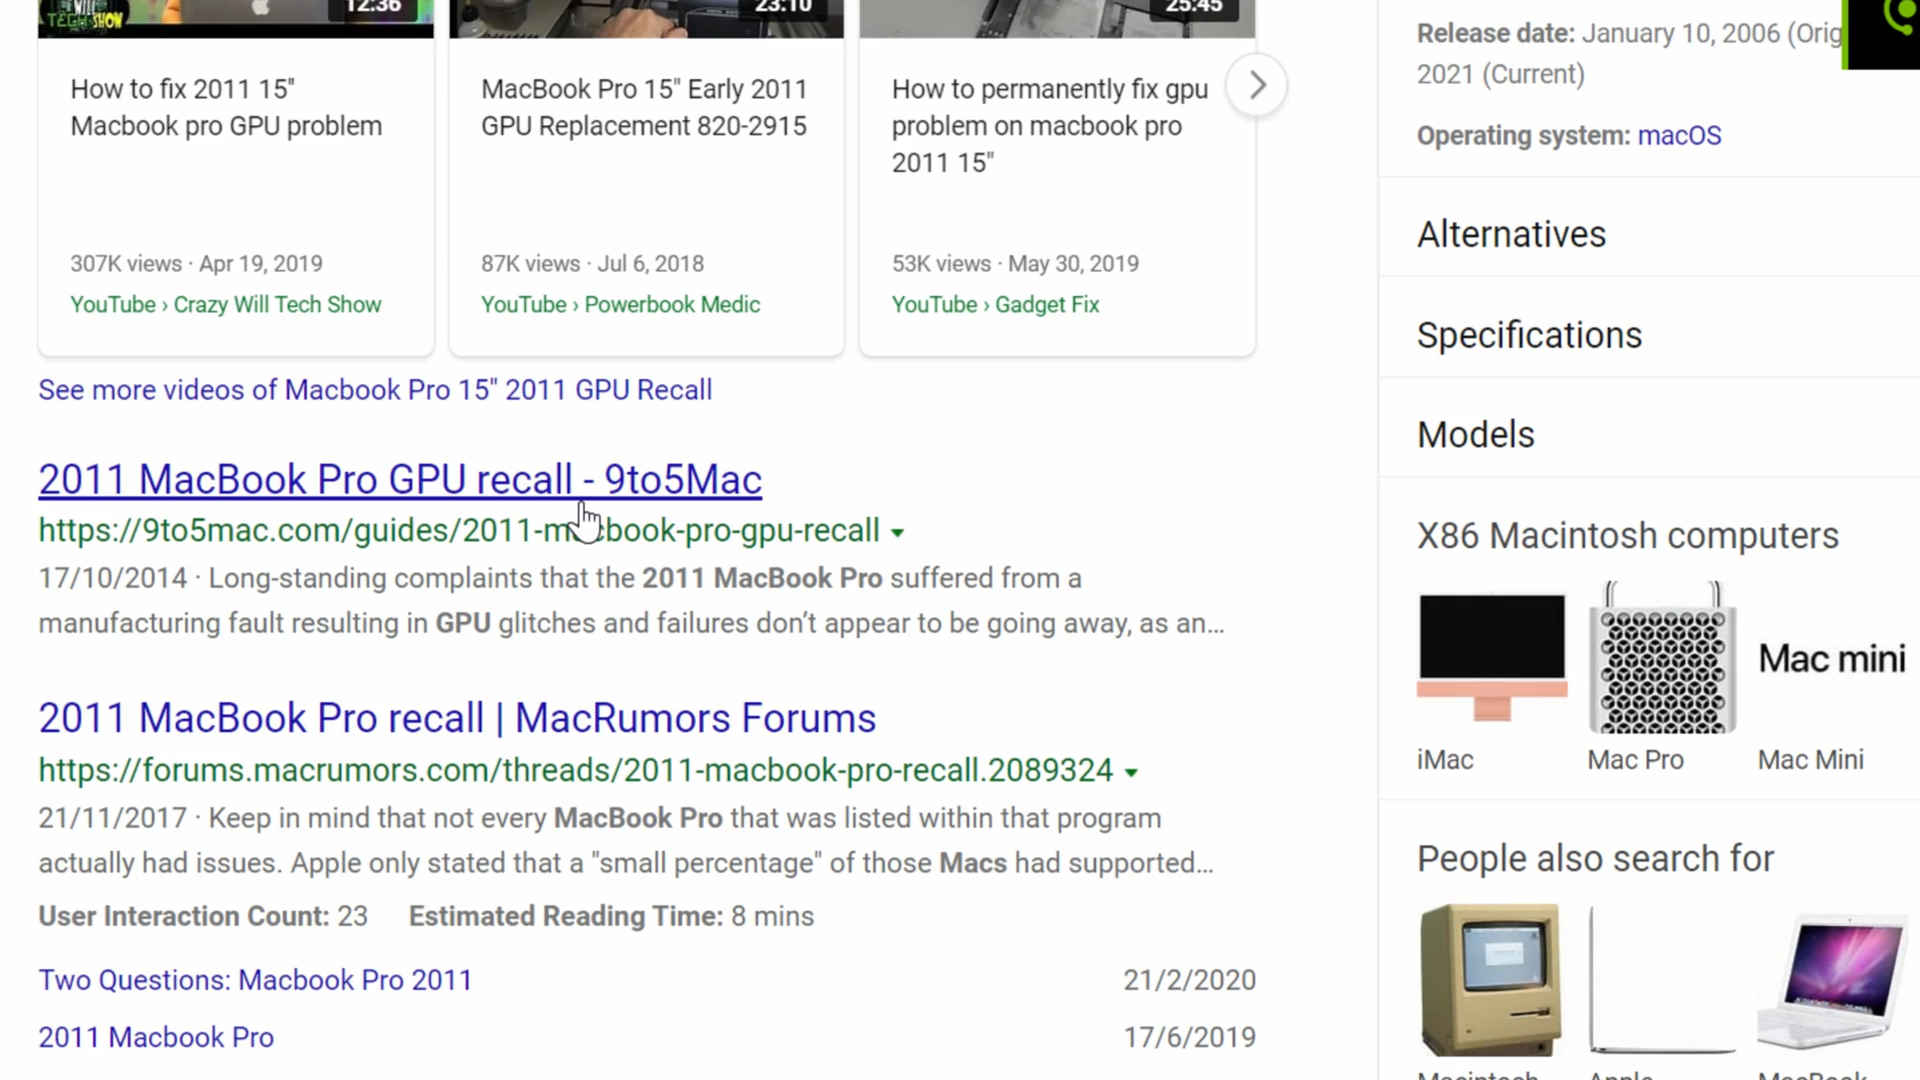 TECH SHOW
12:36
23:10
25:45
How to fix 2011 15"
Macbook pro GPU problem
307K views · Apr 19, 2019
YouTube › Crazy Will Tech Show
MacBook Pro 15" Early 2011
GPU Replacement 820-2915
87K views · Jul 6, 2018
YouTube › Powerbook Medic
How to permanently fix gpu
problem on macbook pro
2011 15"
53K views · May 30, 2019
YouTube › Gadget Fix
See more videos of Macbook Pro 15" 2011 GPU Recall
2011 MacBook Pro GPU recall - 9to5Mac
https://9to5mac.com/guides/2011-macbook-pro-gpu-recall
17/10/2014 · Long-standing complaints that the 2011 MacBook Pro suffered from a
manufacturing fault resulting in GPU glitches and failures don’t appear to be going away, as an...
2011 MacBook Pro recall | MacRumors Forums
https://forums.macrumors.com/threads/2011-macbook-pro-recall.2089324
21/11/2017 · Keep in mind that not every MacBook Pro that was listed within that program
actually had issues. Apple only stated that a "small percentage" of those Macs had supported...
User Interaction Count: 23 Estimated Reading Time: 8 mins
Two Questions: Macbook Pro 2011 21/2/2020
2011 Macbook Pro 17/6/2019
Release date: January 10, 2006 (Orig
2021 (Current)
Operating system: macOS
Alternatives
Specifications
Models
X86 Macintosh computers
Mac mini
iMac
Mac Pro
Mac Mini
People also search for
Macintosh
Apple
MacBook